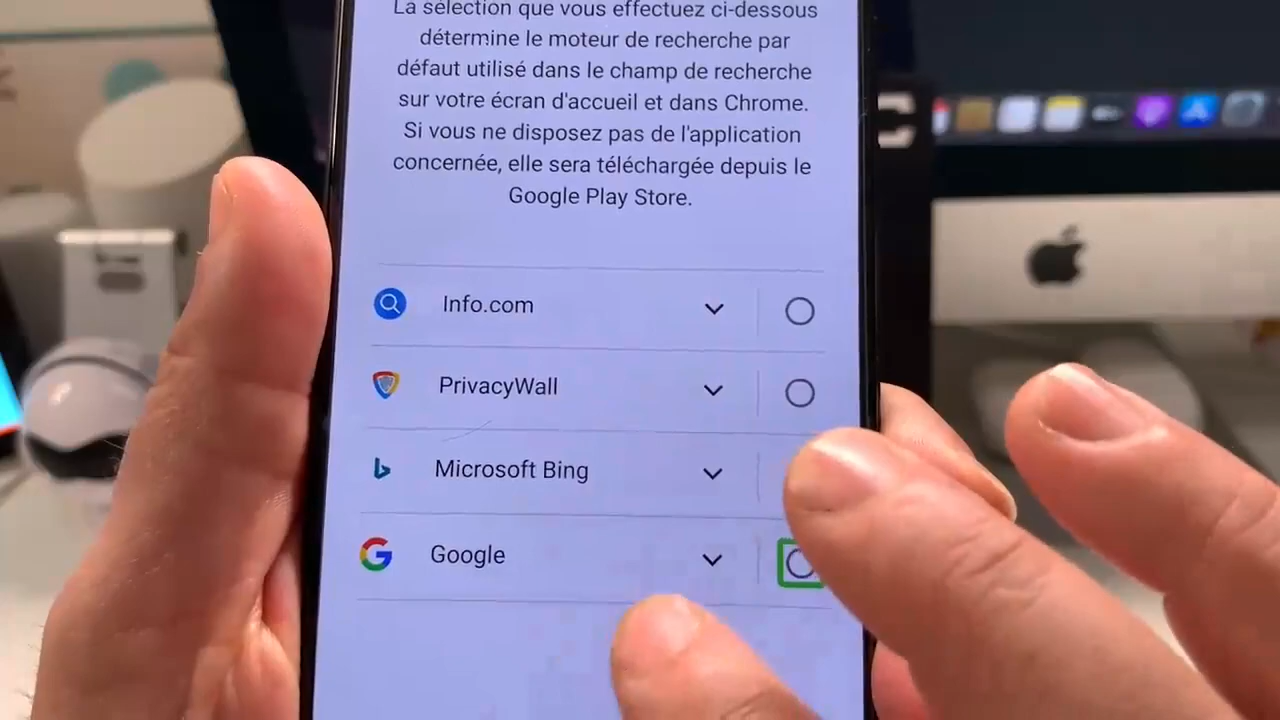 La sélection que vous effectuez ci-dessous
détermine le moteur de recherche par
défaut utilisé dans le champ de recherche
sur votre écran d'accueil et dans Chrome.
Si vous ne disposez pas de l'application
concernée, elle sera téléchargée depuis le
Google Play Store.
Info.com
PrivacyWall
Microsoft Bing
Google